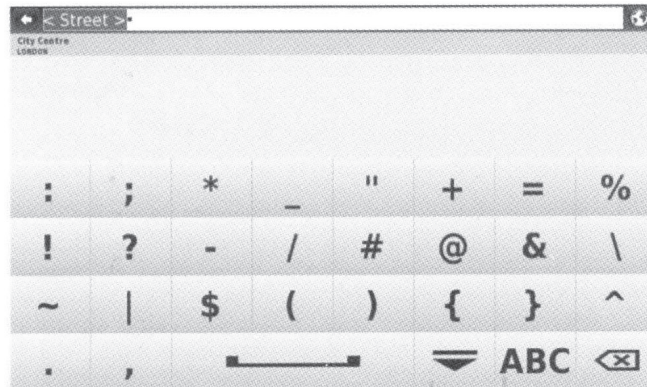 < Street >
City Centre
LONDON
: ; * _ " + = %
! ? - / # @ & \
~ | $ ( ) { } ^
. , ABC